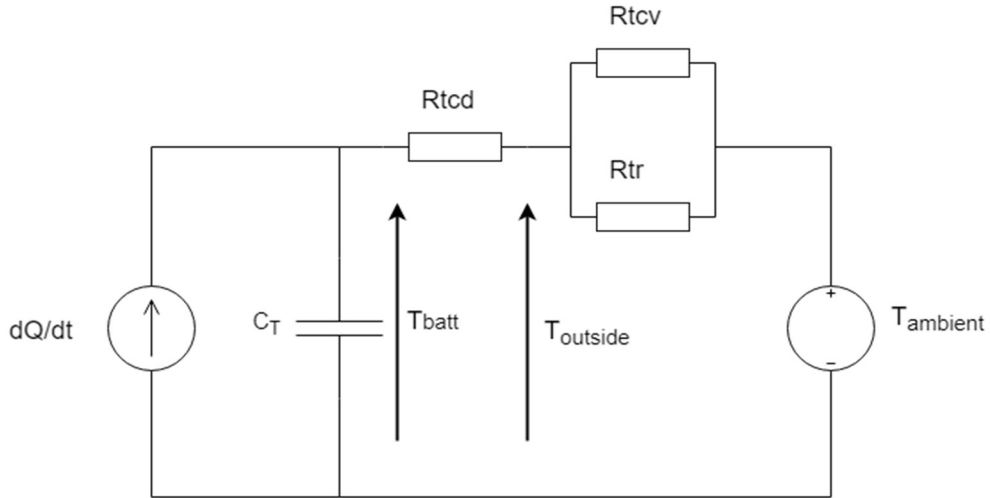 Rtcv
Rtcd
Rtr
dQ/dt
CT
Tbatt
Toutside
+
−
Tambient